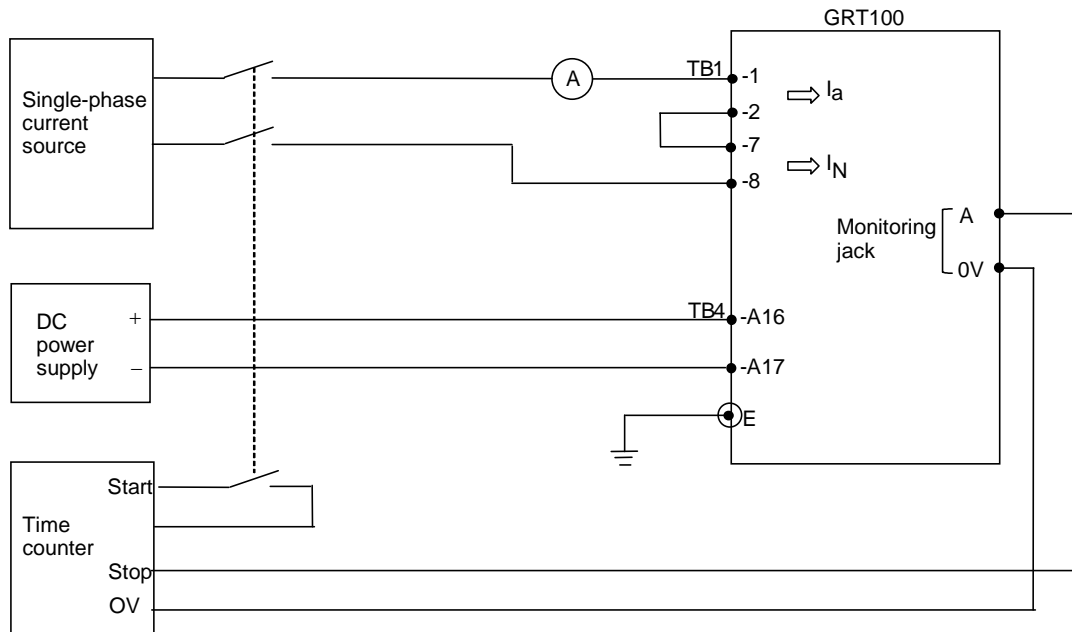 GRT100
Single-phase
current
source
A
TB1
-1
-2
-7
-8
Ia
IN
Monitoring
jack
A
0V
DC
power
supply
+
−
TB4
-A16
-A17
E
Time
counter
Start
Stop
OV